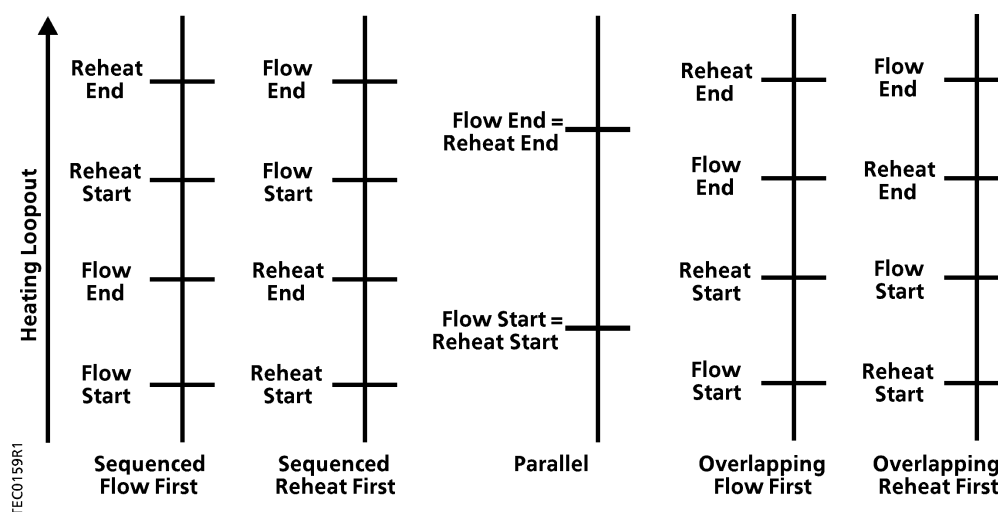 Heating Loopout
Reheat
End
Reheat
Start
Flow
End
Flow
Start
Sequenced
Flow First
Flow
End
Flow
Start
Reheat
End
Reheat
Start
Sequenced
Reheat First
Flow End =
Reheat End
Flow Start =
Reheat Start
Parallel
Reheat
End
Flow
End
Reheat
Start
Flow
Start
Overlapping
Flow First
Flow
End
Reheat
End
Flow
Start
Reheat
Start
Overlapping
Reheat First
TEC0159R1